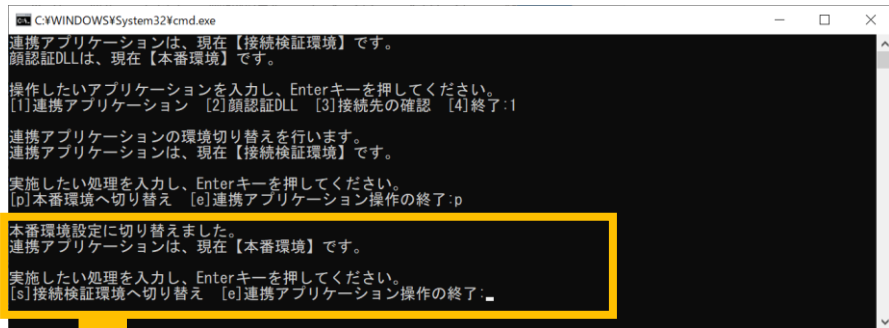 C:¥WINDOWS¥System32¥cmd.exe
連携アプリケーションは、現在【接続検証環境】です。
顔認証DLLは、現在【本番環境】です。
操作したいアプリケーションを入力し、Enterキーを押してください。
[1]連携アプリケーション [2]顔認証DLL [3]接続先の確認 [4]終了:1
連携アプリケーションの環境切り替えを行います。
連携アプリケーションは、現在【接続検証環境】です。
実施したい処理を入力し、Enterキーを押してください。
[p]本番環境へ切り替え [e]連携アプリケーション操作の終了:p
本番環境設定に切り替えました。
連携アプリケーションは、現在【本番環境】です。
実施したい処理を入力し、Enterキーを押してください。
[s]接続検証環境へ切り替え [e]連携アプリケーション操作の終了: